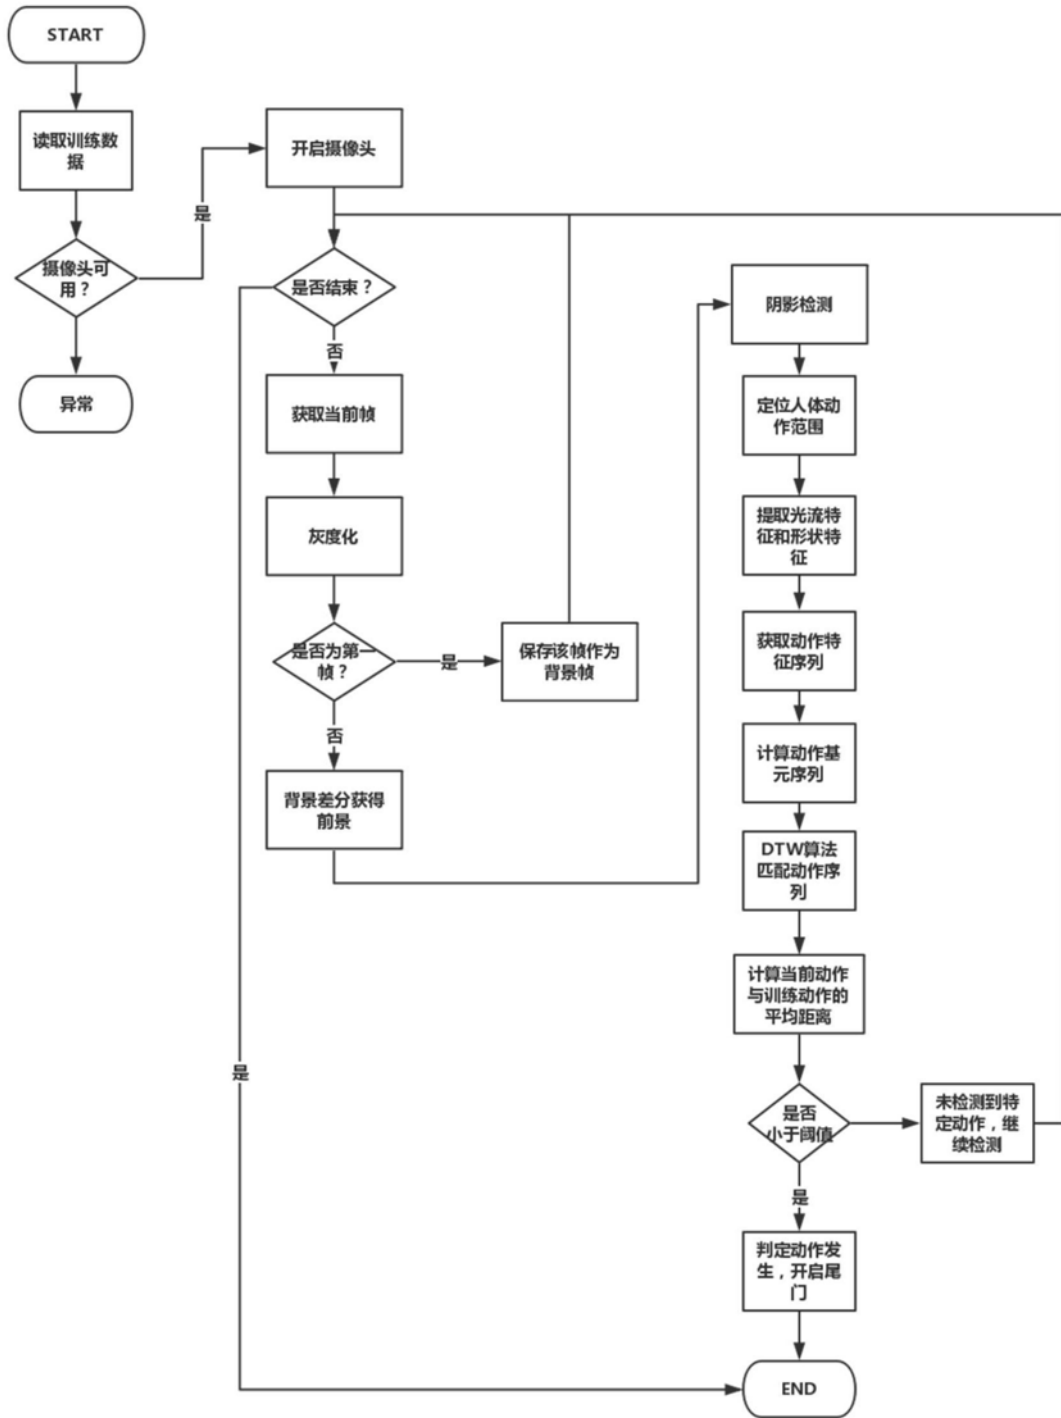 START
读取训练数
据
摄像头可
用？
异常
是
开启摄像头
是否结束？
否
获取当前帧
灰度化
是否为第一
帧？
是
保存该帧作为
背景帧
否
背景差分获得
前景
是
阴影检测
定位人体动
作范围
提取光流特
征和形状特
征
获取动作特
征序列
计算动作基
元序列
DTW算法
匹配动作序
列
计算当前动作
与训练动作的
平均距离
是否
小于阈值
未检测到特
定动作，继
续检测
是
判定动作发
生，开启尾
门
END